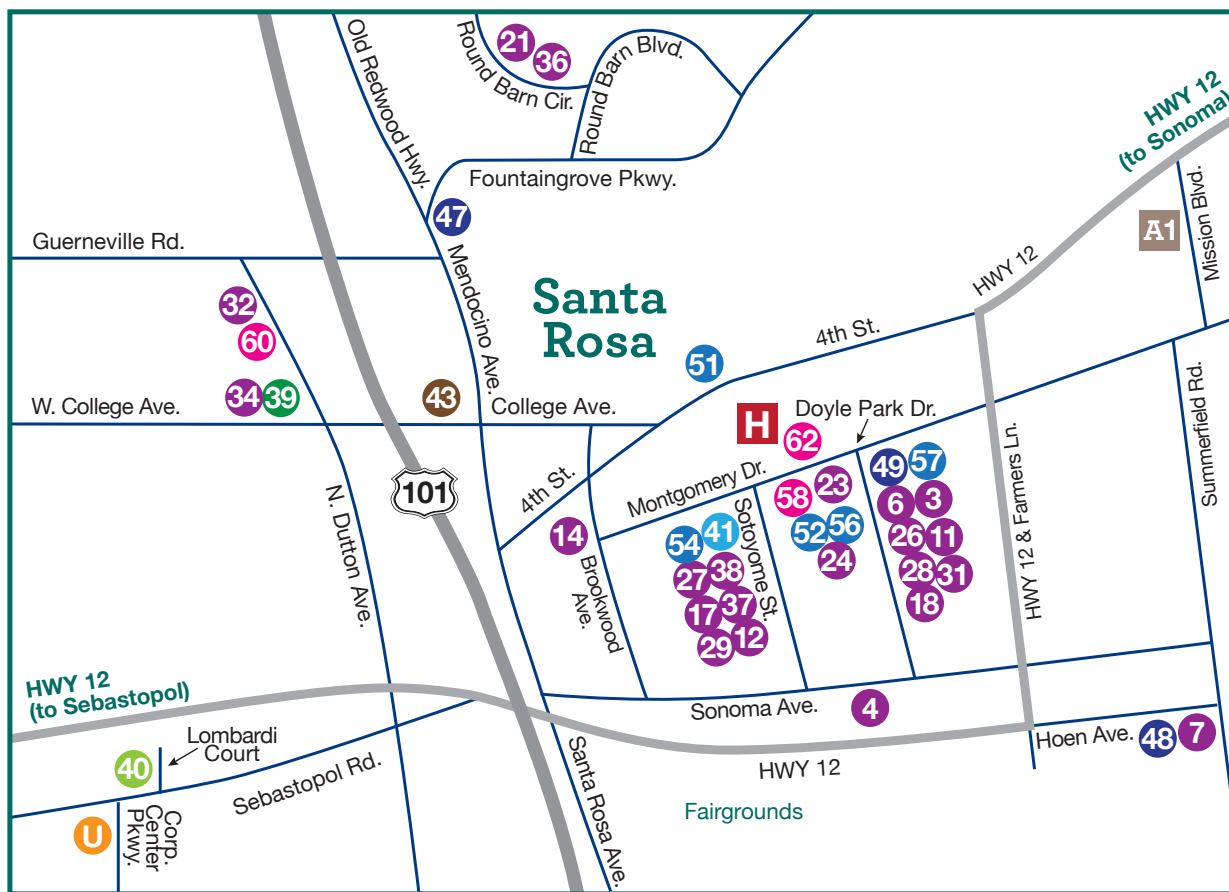 Old Redwood Hwy.
Round Barn Cir.
21
36
Round Barn Blvd.
HWY 12
(to Sonoma)
Fountaingrove Pkwy.
47
Mission Blvd.
A1
Guerneville Rd.
Mendocino Ave.
HWY 12
Santa
Rosa
32
60
4th St.
51
34
39
43
W. College Ave.
College Ave.
H
62
Doyle Park Dr.
Summerfield Rd.
101
4th St.
Montgomery Dr.
N. Dutton Ave.
14
Brookwood
Ave.
54
41
27
38
17
37
29
12
Sotoyome St.
58
23
52
56
24
49
57
6
3
26
11
28
31
18
HWY 12 & Farmers Ln.
HWY 12
(to Sebastopol)
Sonoma Ave.
4
Lombardi
Court
40
Sebastopol Rd.
Santa Rosa Ave.
HWY 12
Hoen Ave.
48
7
U
Corp.
Center
Pkwy.
Fairgrounds